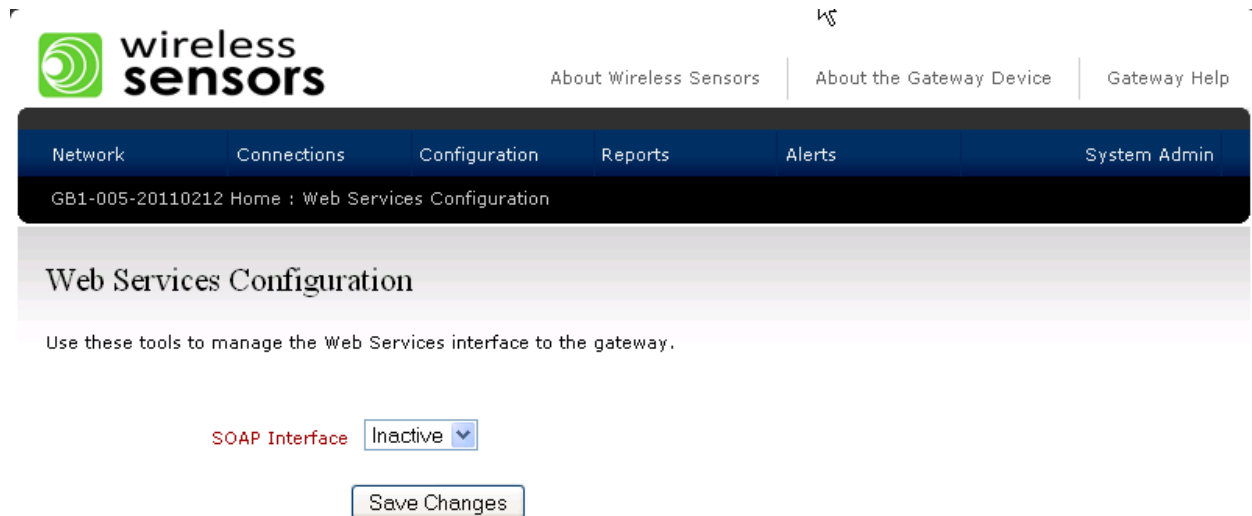 wireless
sensors
About Wireless Sensors About the Gateway Device Gateway Help
Network Connections Configuration Reports Alerts System Admin
GB1-005-20110212 Home : Web Services Configuration
Web Services Configuration
Use these tools to manage the Web Services interface to the gateway.
SOAP Interface Inactive
Save Changes